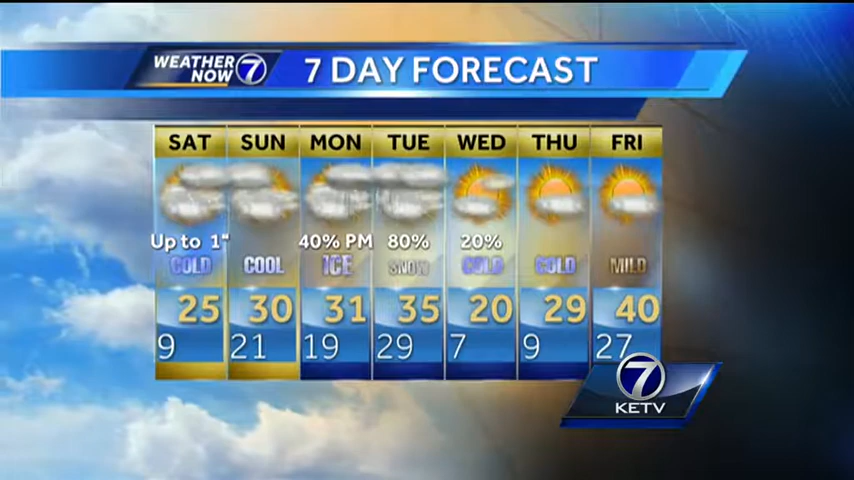 WEATHER NOW 7
7 DAY FORECAST
SAT SUN MON TUE WED THU FRI
Up to 1" 40% PM 80% 20%
COLD COOL ICE SNOW COLD COLD MILD
25 30 31 35 20 29 40
9 21 19 29 7 9 27
7
KETV